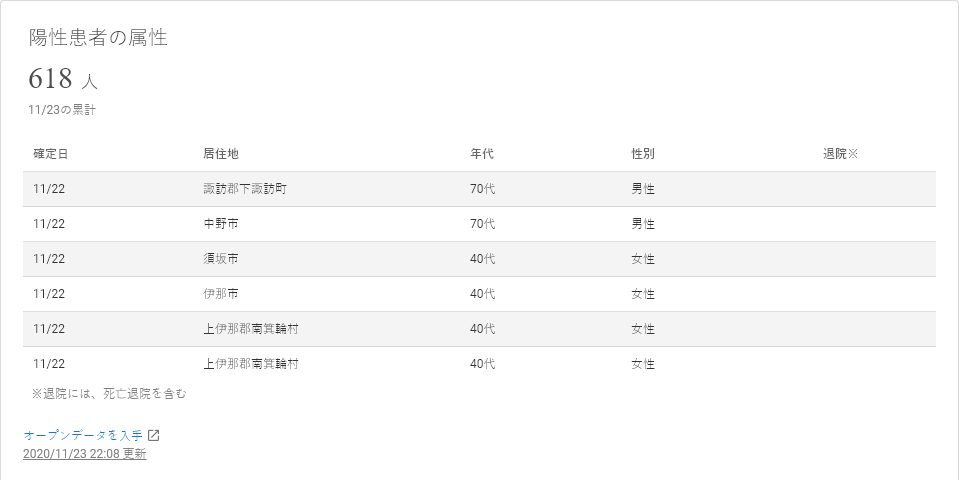 陽性患者の属性
618 人
11/23の累計
確定日 居住地 年代 性別 退院※
11/22 諏訪郡下諏訪町 70代 男性
11/22 中野市 70代 男性
11/22 須坂市 40代 女性
11/22 伊那市 40代 女性
11/22 上伊那郡南箕輪村 40代 女性
11/22 上伊那郡南箕輪村 40代 女性
※退院には、死亡退院を含む
オープンデータを入手
2020/11/23 22:08 更新